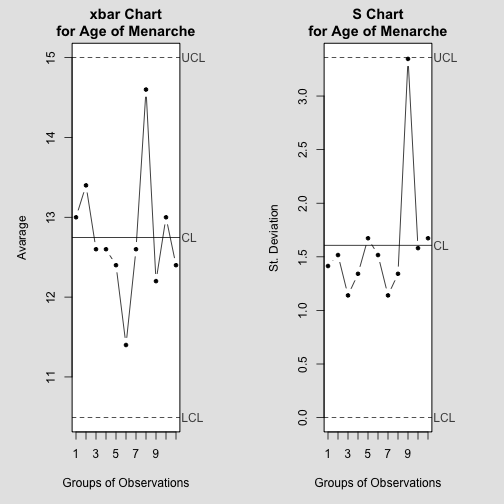 xbar Chart
for Age of Menarche
UCL
15
14
13
12
11
CL
LCL
Avarage
1 3 5 7 9
Groups of Observations
S Chart
for Age of Menarche
UCL
3.0
2.5
2.0
1.5
1.0
0.5
0.0
CL
LCL
St. Deviation
1 3 5 7 9
Groups of Observations